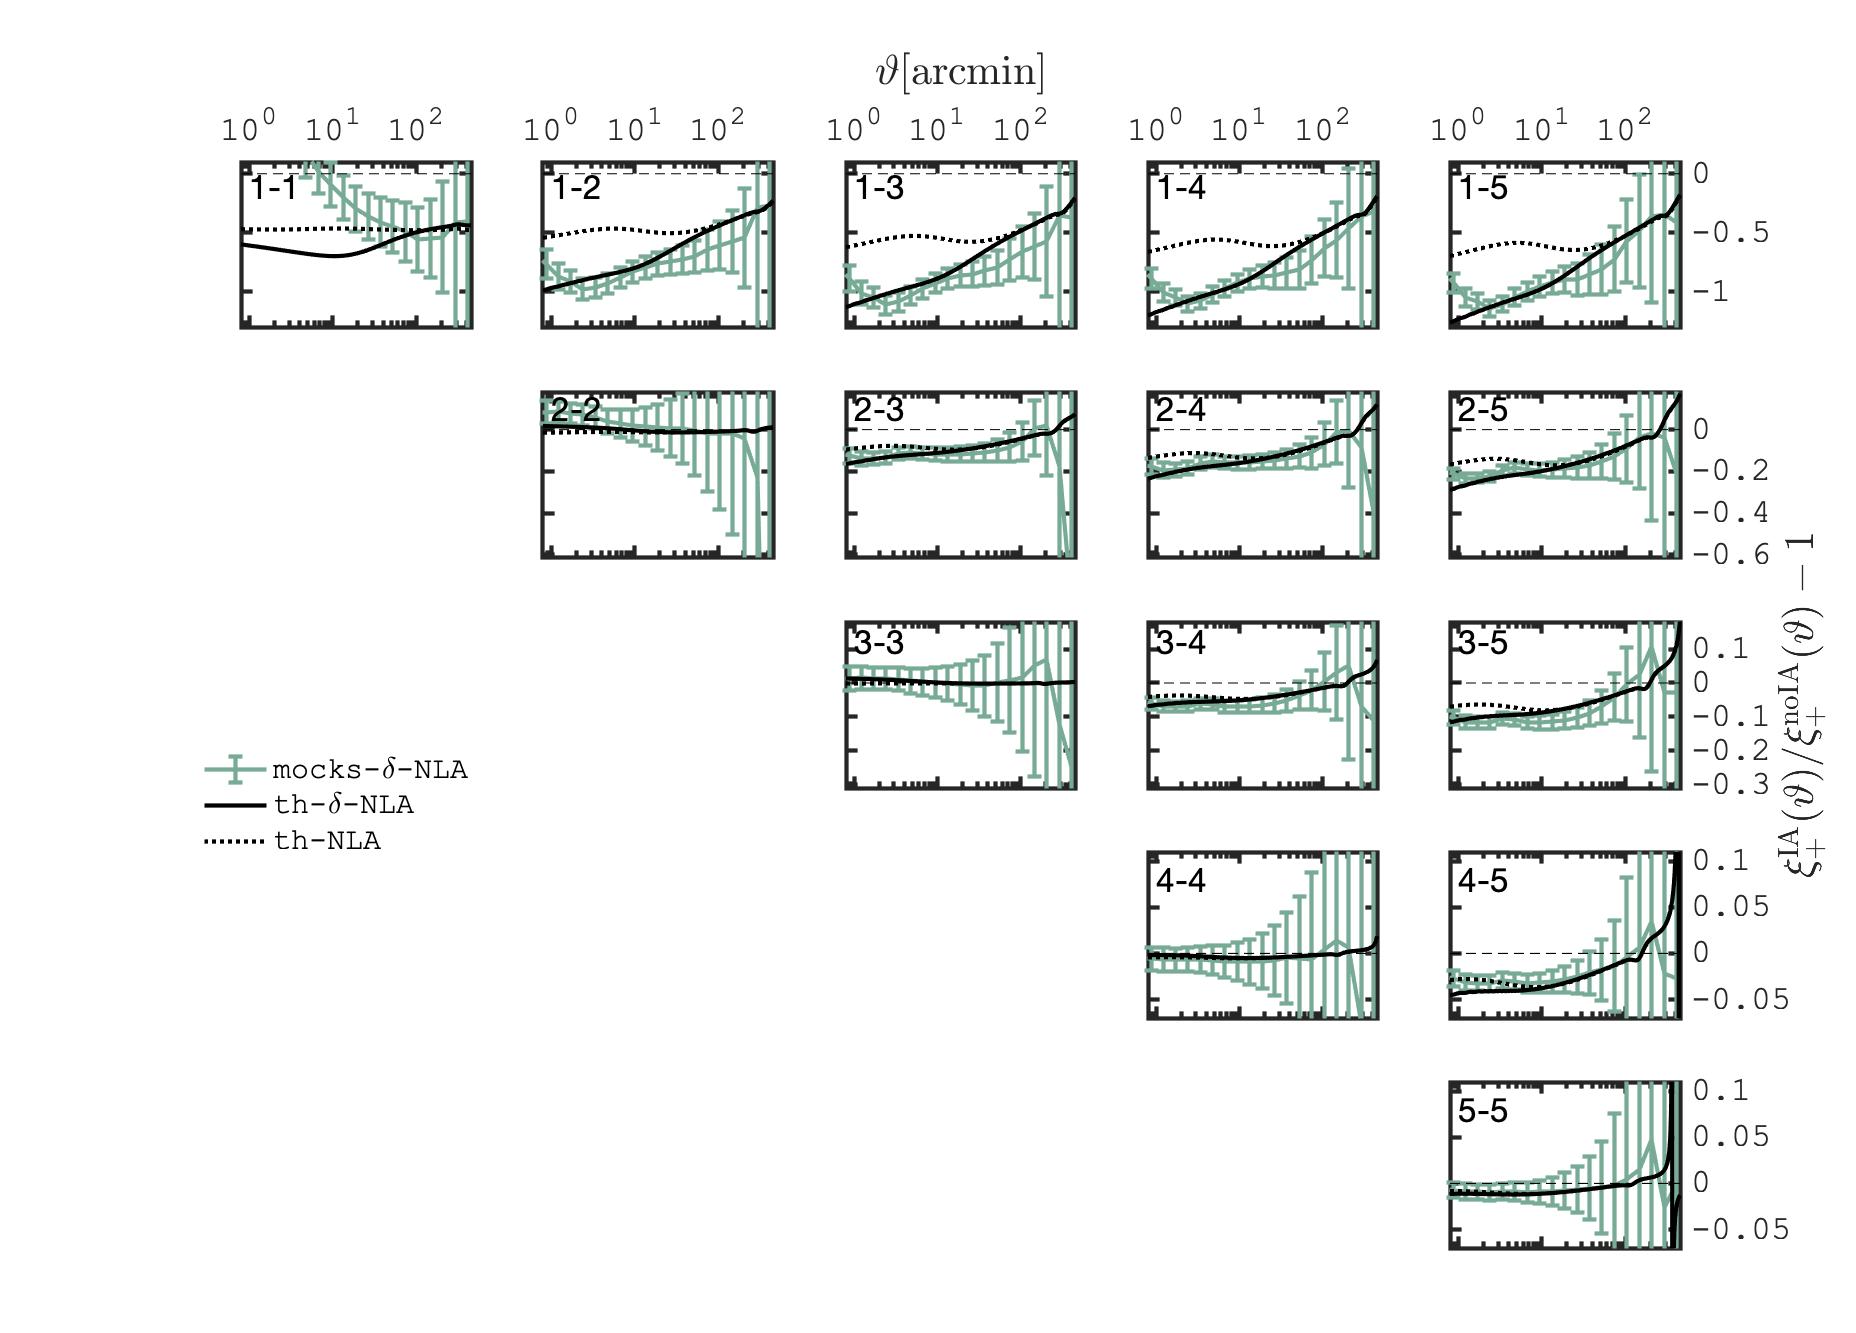 ϑ[arcmin]
10^0 10^1 10^2 10^0 10^1 10^2 10^0 10^1 10^2 10^0 10^1 10^2 10^0 10^1 10^2
1-1 1-2 1-3 1-4 1-5 0
-0.5
-1
2-2 2-3 2-4 2-5 0
-0.2
-0.4
-0.6
3-3 3-4 3-5 0.1
0
-0.1
-0.2
-0.3
ξ_+^IA(ϑ)/ξ_+^noIA(ϑ) − 1
mocks-δ-NLA
th-δ-NLA
th-NLA
4-4 4-5 0.1
0.05
0
-0.05
5-5 0.1
0.05
0
-0.05